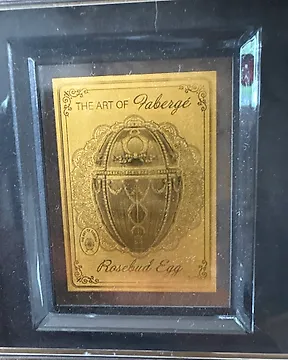 THE ART OF Fabergé
Rosebud Egg